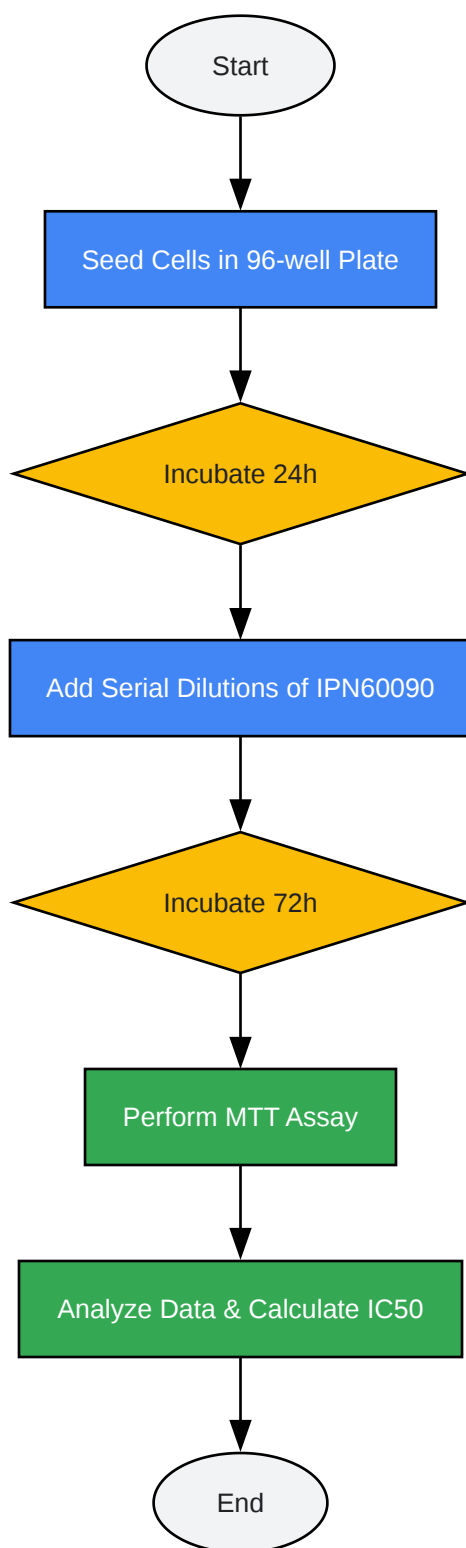 Start
Seed Cells in 96-well Plate
Incubate 24h
Add Serial Dilutions of IPN60090
Incubate 72h
Perform MTT Assay
Analyze Data & Calculate IC50
End